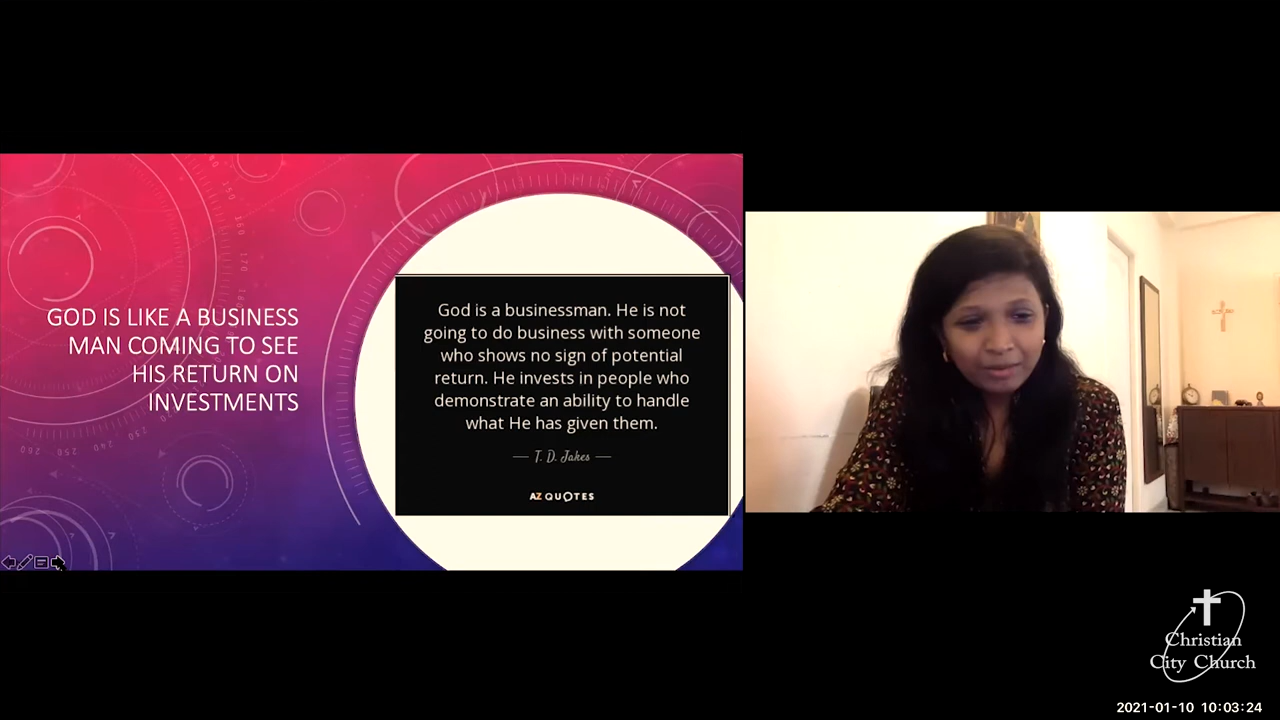 GOD IS LIKE A BUSINESS
MAN COMING TO SEE
HIS RETURN ON
INVESTMENTS
God is a businessman. He is not
going to do business with someone
who shows no sign of potential
return. He invests in people who
demonstrate an ability to handle
what He has given them.
— T. D. Jakes —
AZ QUOTES
Christian
City Church
2021-01-10 10:03:24